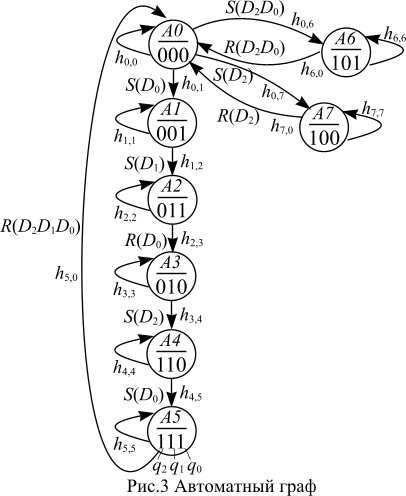 S(D₂D₀) h₀,₆
A0 000 h₀,₀
A6 101 h₆,₆
R(D₂D₀) h₆,₀
S(D₂) h₀,₇
S(D₀) h₀,₁
R(D₂) h₇,₀
A7 100 h₇,₇
A1 001 h₁,₁
S(D₁) h₁,₂
A2 011 h₂,₂
R(D₂D₁D₀) h₅,₀
R(D₀) h₂,₃
A3 010 h₃,₃
S(D₂) h₃,₄
A4 110 h₄,₄
S(D₀) h₄,₅
A5 111 h₅,₅
q₂ q₁ q₀
Рис.3 Автоматный граф